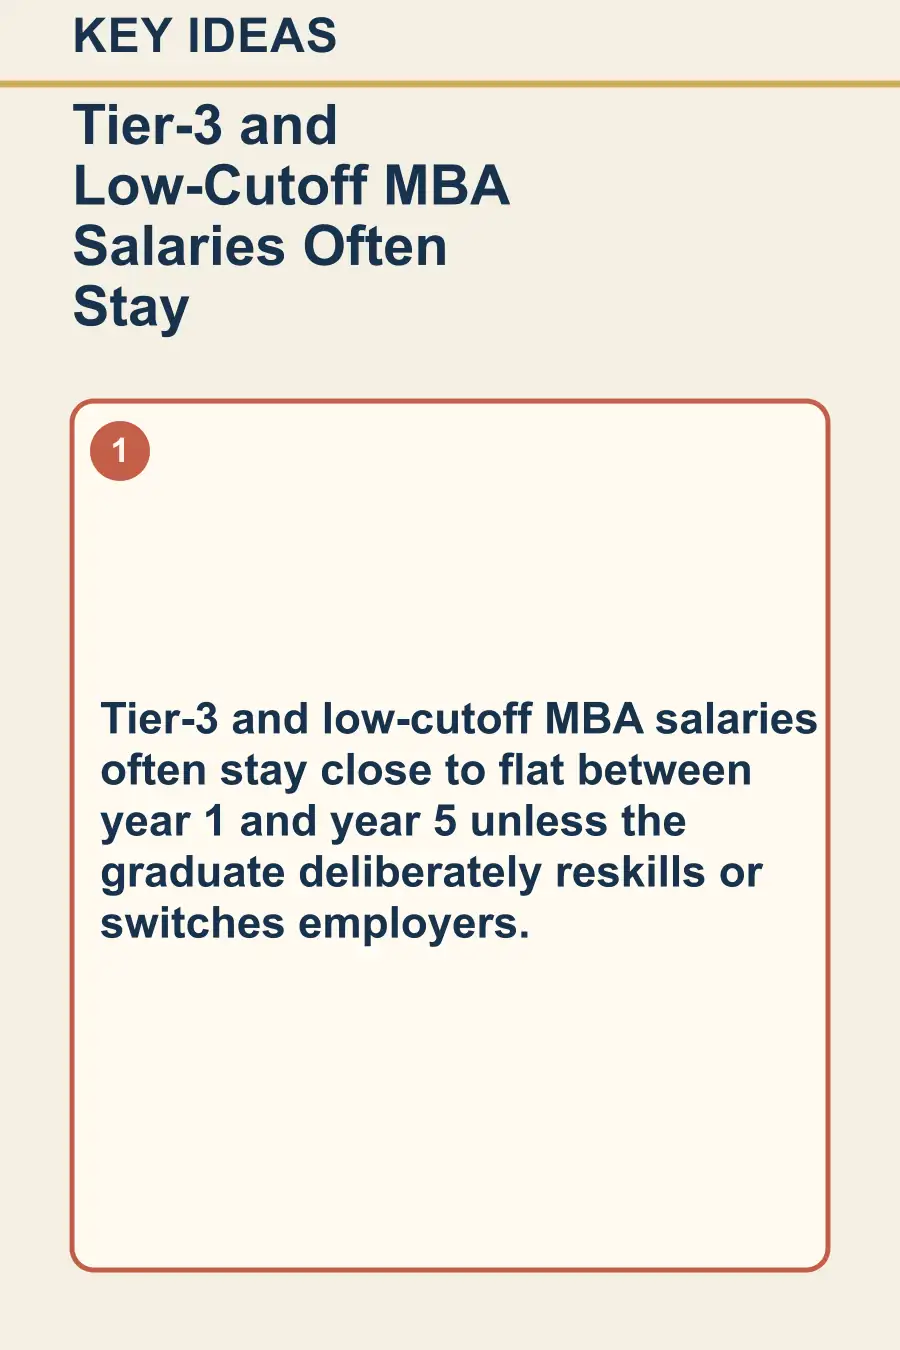 KEY IDEAS
Tier-3 and
Low-Cutoff MBA
Salaries Often
Stay
1
Tier-3 and low-cutoff MBA salaries
often stay close to flat between
year 1 and year 5 unless the
graduate deliberately reskills or
switches employers.